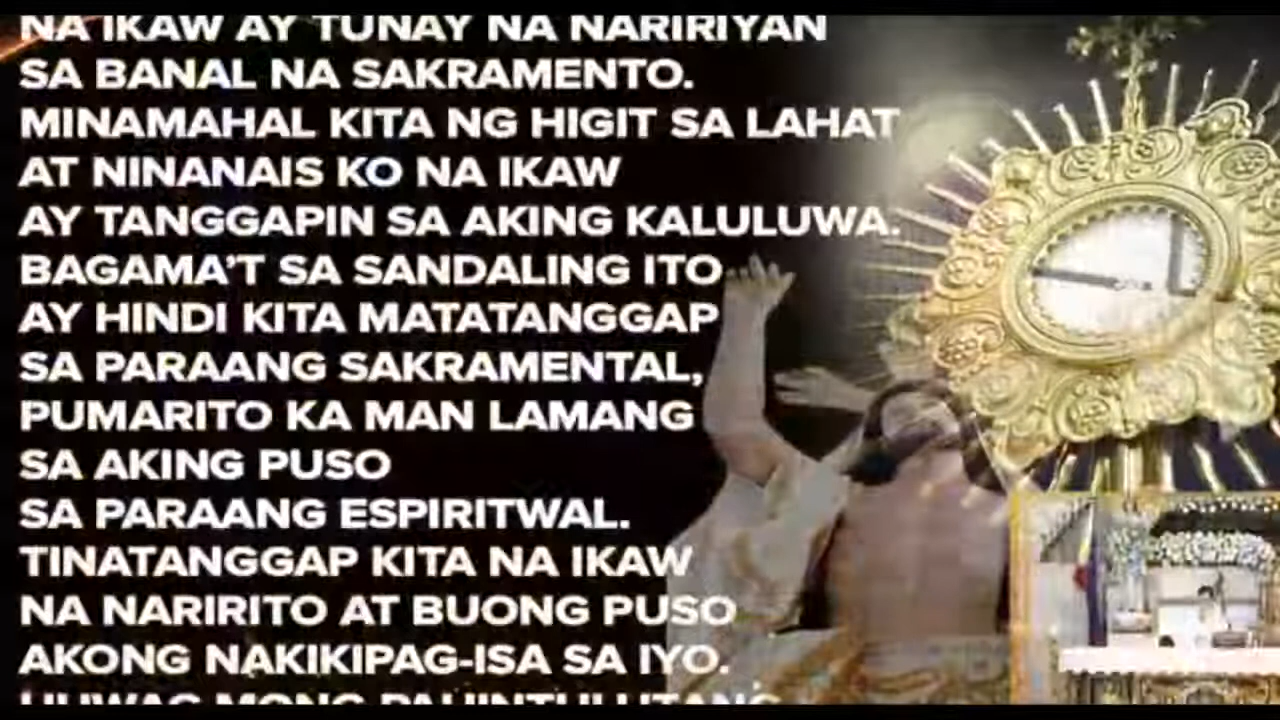 NA IKAW AY TUNAY NA NARIRIYAN
SA BANAL NA SAKRAMENTO.
MINAMAHAL KITA NG HIGIT SA LAHAT
AT NINANAIS KO NA IKAW
AY TANGGAPIN SA AKING KALULUWA.
BAGAMA'T SA SANDALING ITO
AY HINDI KITA MATATANGGAP
SA PARAANG SAKRAMENTAL,
PUMARITO KA MAN LAMANG
SA AKING PUSO
SA PARAANG ESPIRITWAL.
TINATANGGAP KITA NA IKAW
NA NARIRITO AT BUONG PUSO
AKONG NAKIKIPAG-ISA SA IYO.
HUWAG MONG